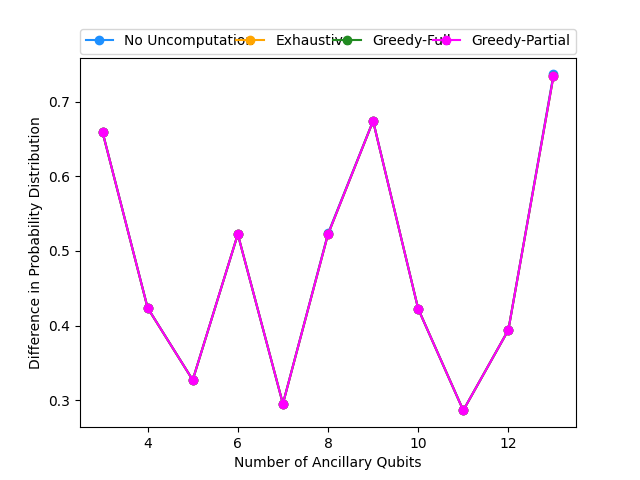 No Uncomputation Exhaustive Greedy-Full Greedy-Partial
Difference in Probability Distribution
0.7
0.6
0.5
0.4
0.3
4 6 8 10 12
Number of Ancillary Qubits